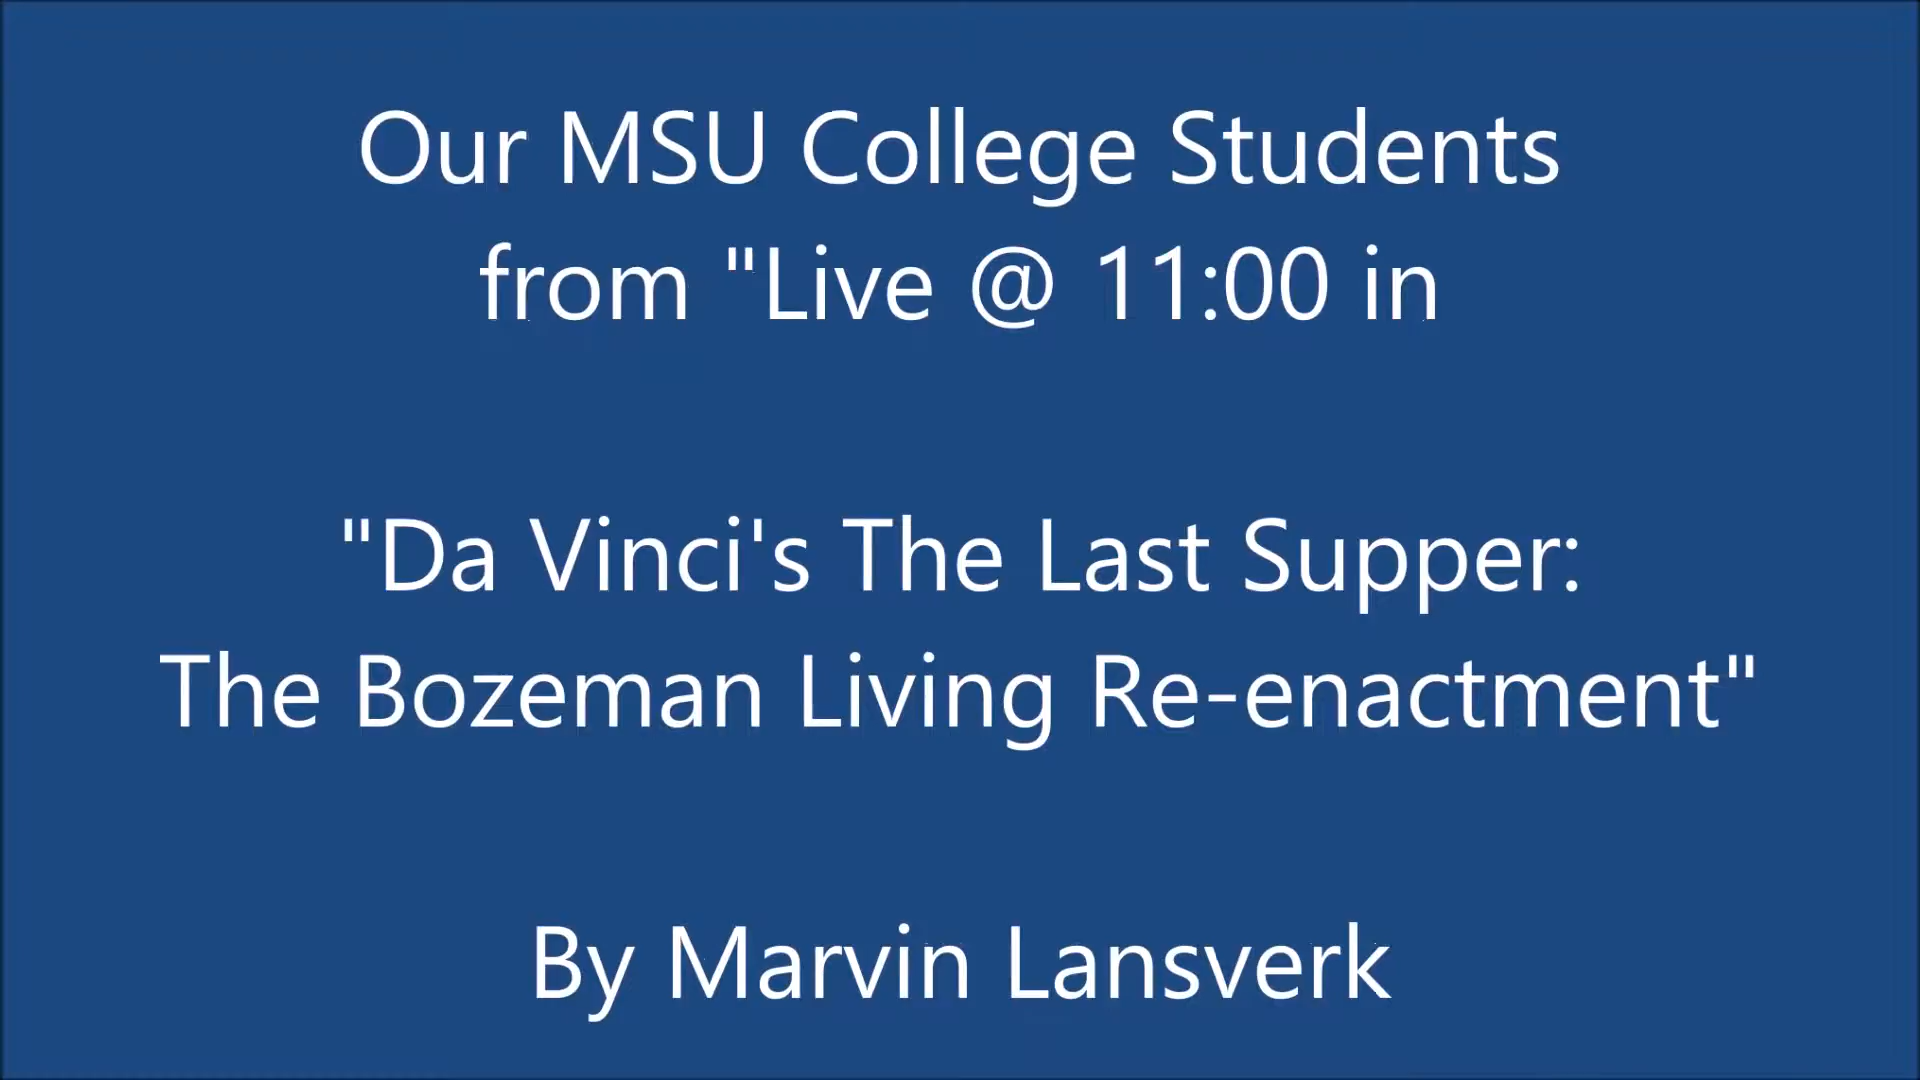 Our MSU College Students
from "Live @ 11:00 in
"Da Vinci's The Last Supper:
The Bozeman Living Re-enactment"
By Marvin Lansverk